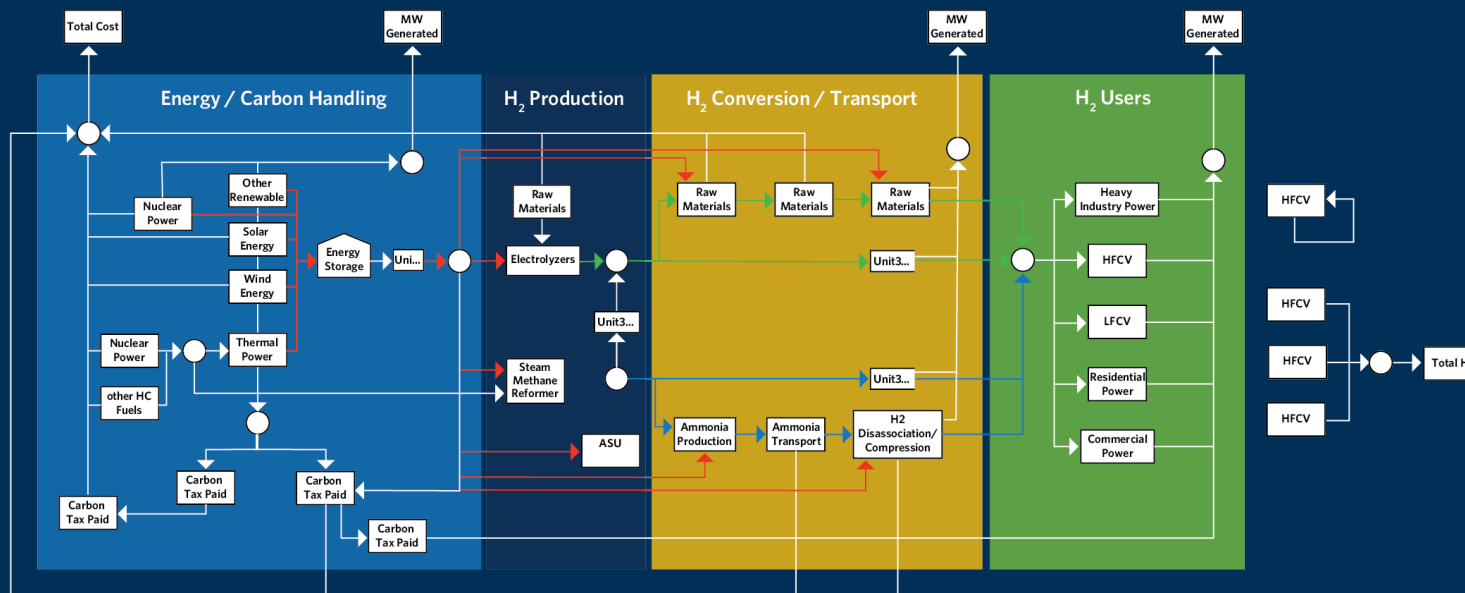 Total Cost
MW
Generated
MW
Generated
MW
Generated
Energy / Carbon Handling
H2 Production
H2 Conversion / Transport
H2 Users
Other
Renewable
Nuclear
Power
Solar
Energy
Wind
Energy
Energy
Storage
Uni...
Nuclear
Power
Thermal
Power
other HC
Fuels
Carbon
Tax Paid
Carbon
Tax Paid
Carbon
Tax Paid
Carbon
Tax Paid
Raw
Materials
Electrolyzers
Unit3...
Steam
Methane
Reformer
ASU
Raw
Materials
Raw
Materials
Raw
Materials
Unit3...
Unit3...
Ammonia
Production
Ammonia
Transport
H2
Disassociation/
Compression
Heavy
Industry Power
HFCV
LFCV
Residential
Power
Commercial
Power
HFCV
HFCV
HFCV
HFCV
Total H